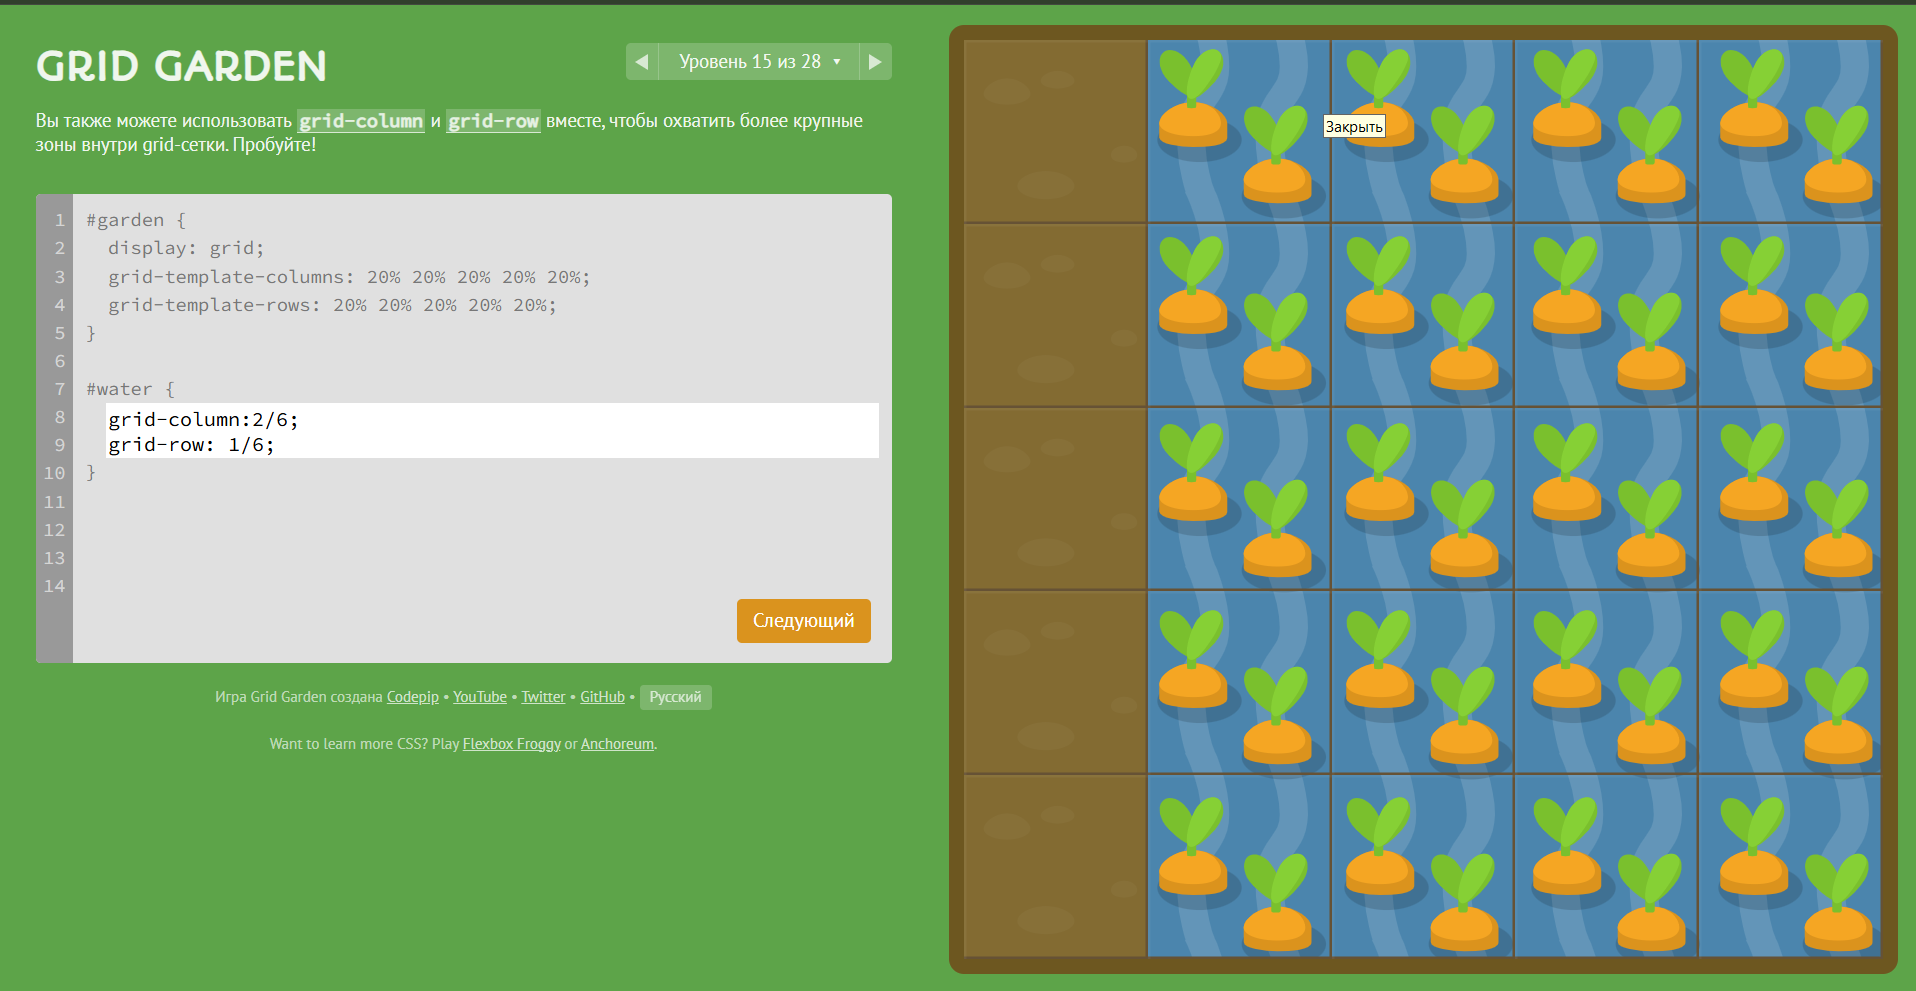 GRID GARDEN
◀ Уровень 15 из 28 ▼ ▶
Вы также можете использовать grid-column и grid-row вместе, чтобы охватить более крупные
зоны внутри grid-сетки. Пробуйте!
1 #garden {
2 display: grid;
3 grid-template-columns: 20% 20% 20% 20% 20%;
4 grid-template-rows: 20% 20% 20% 20% 20%;
5 }
6
7 #water {
8 grid-column:2/6;
9 grid-row: 1/6;
10 }
11
12
13
14
Следующий
Игра Grid Garden создана Codepip • YouTube • Twitter • GitHub • Русский
Want to learn more CSS? Play Flexbox Froggy or Anchoreum.
Закрыть